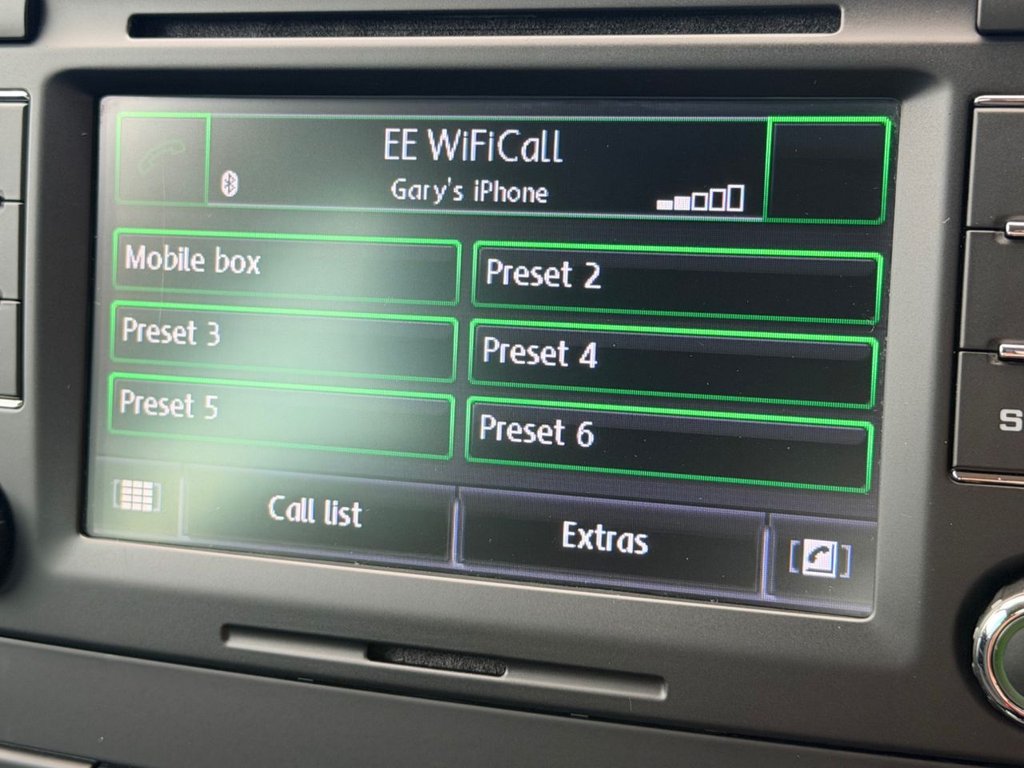 EE WiFiCall
Gary's iPhone
Mobile box
Preset 2
Preset 3
Preset 4
Preset 5
Preset 6
Call list
Extras
S